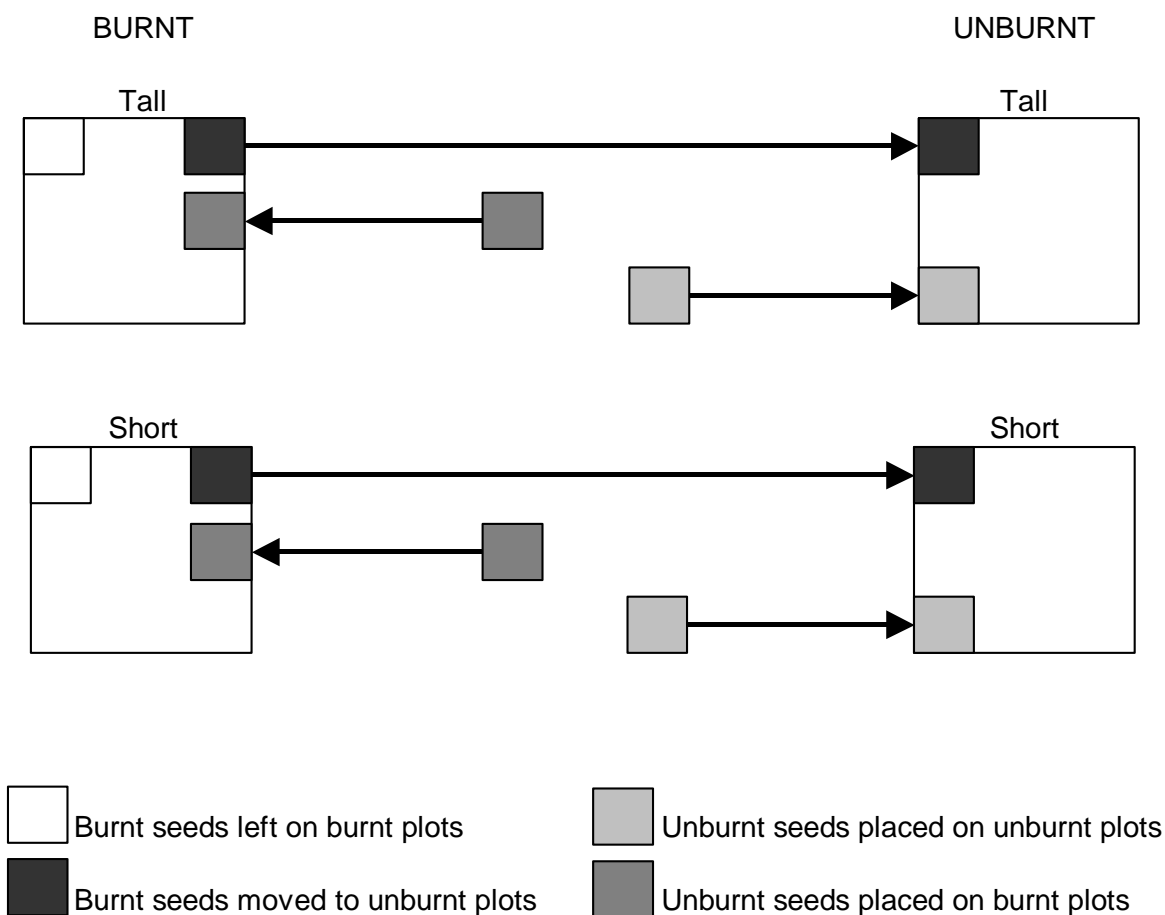 BURNT
UNBURNT
Tall
Tall
Short
Short
Burnt seeds left on burnt plots
Unburnt seeds placed on unburnt plots
Burnt seeds moved to unburnt plots
Unburnt seeds placed on burnt plots